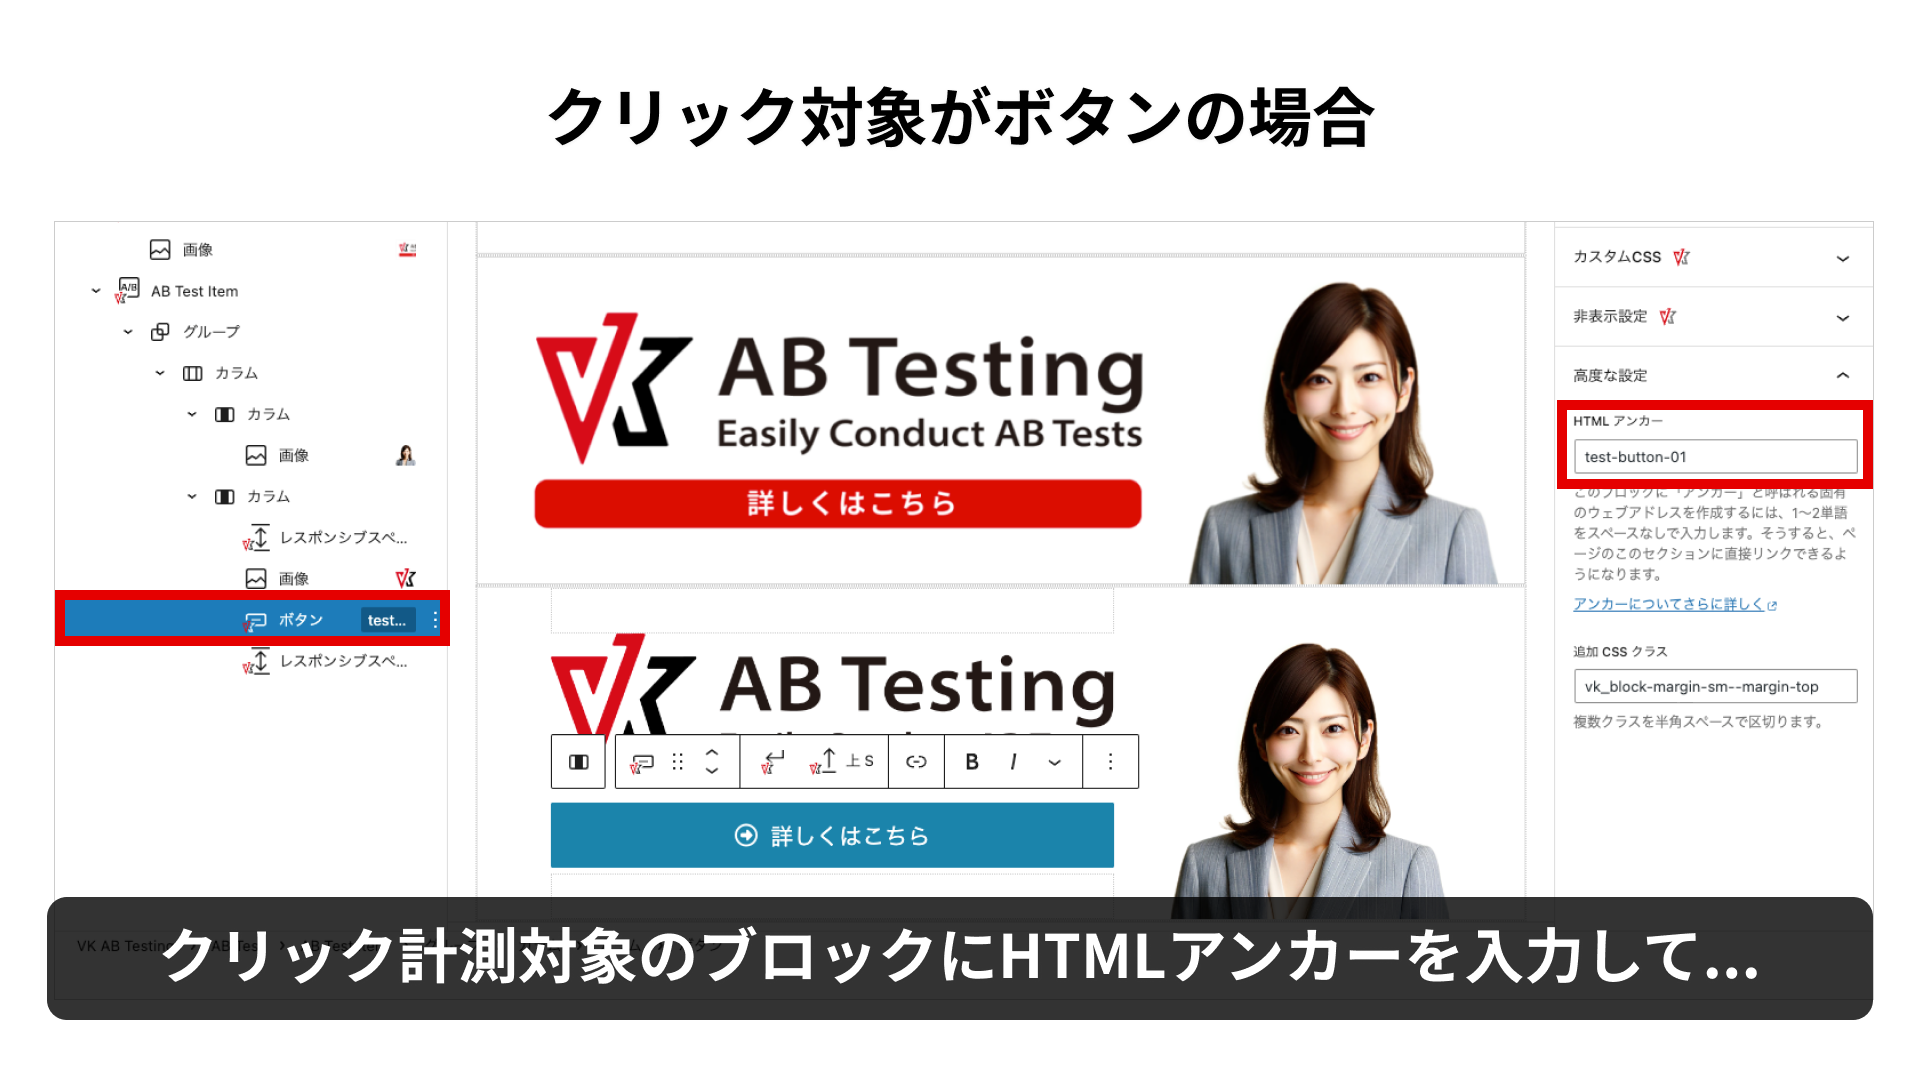 クリック対象がボタンの場合
画像
AB Test Item
グループ
カラム
カラム
画像
カラム
レスポンシブスペ...
画像
ボタン test...
レスポンシブスペ...
AB Testing
Easily Conduct AB Tests
詳しくはこちら
AB Testing
上 S
B I
詳しくはこちら
カスタムCSS
非表示設定
高度な設定
HTML アンカー
test-button-01
このブロックに「アンカー」と呼ばれる固有
のウェブアドレスを作成するには、1〜2単語
をスペースなしで入力します。そうすると、ペ
ージのこのセクションに直接リンクできるよ
うになります。
アンカーについてさらに詳しく
追加 CSS クラス
vk_block-margin-sm--margin-top
複数クラスを半角スペースで区切ります。
VK AB Testing
クリック計測対象のブロックにHTMLアンカーを入力して...